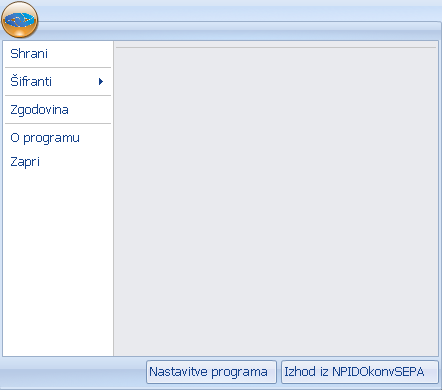 Shrani
Šifranti
Zgodovina
O programu
Zapri
Nastavitve programa
Izhod iz NPIDOkonvSEPA